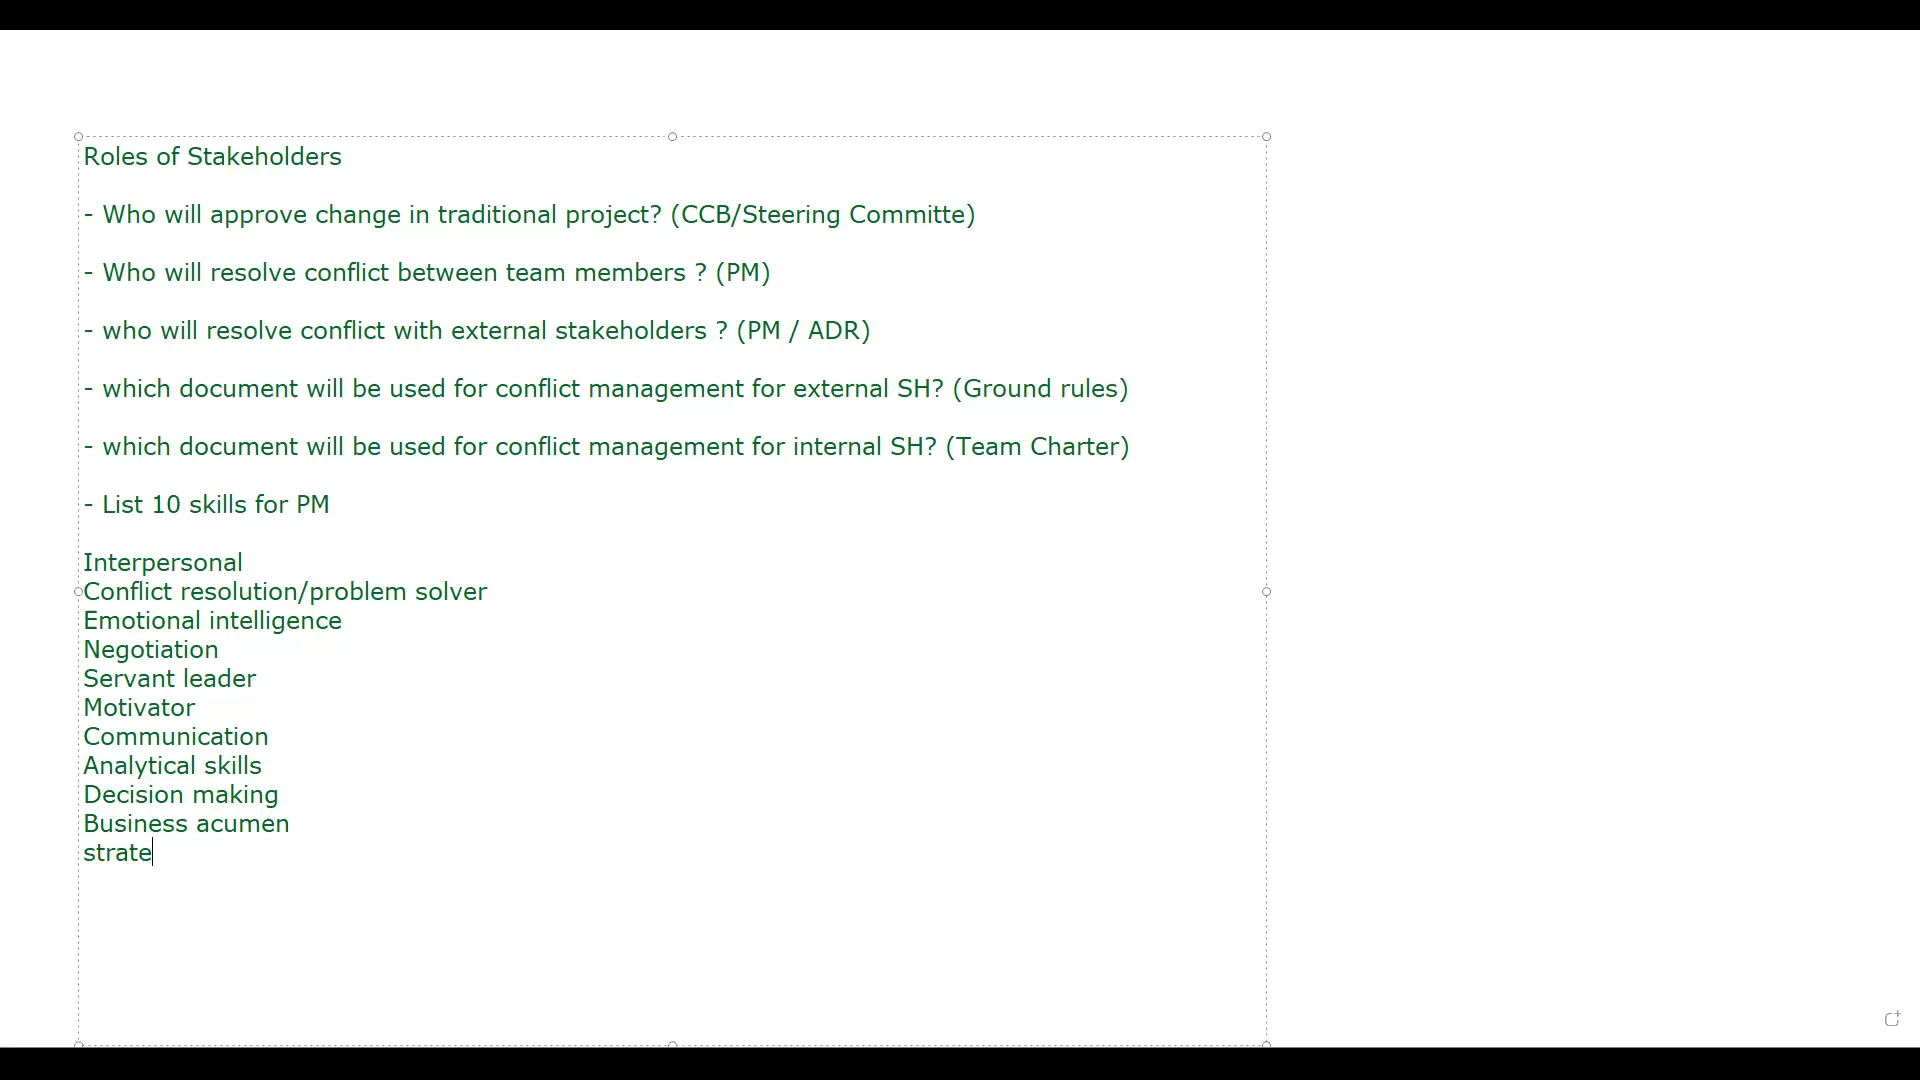 Roles of Stakeholders
- Who will approve change in traditional project? (CCB/Steering Committe)
- Who will resolve conflict between team members ? (PM)
- who will resolve conflict with external stakeholders ? (PM / ADR)
- which document will be used for conflict management for external SH? (Ground rules)
- which document will be used for conflict management for internal SH? (Team Charter)
- List 10 skills for PM
Interpersonal
Conflict resolution/problem solver
Emotional intelligence
Negotiation
Servant leader
Motivator
Communication
Analytical skills
Decision making
Business acumen
strate